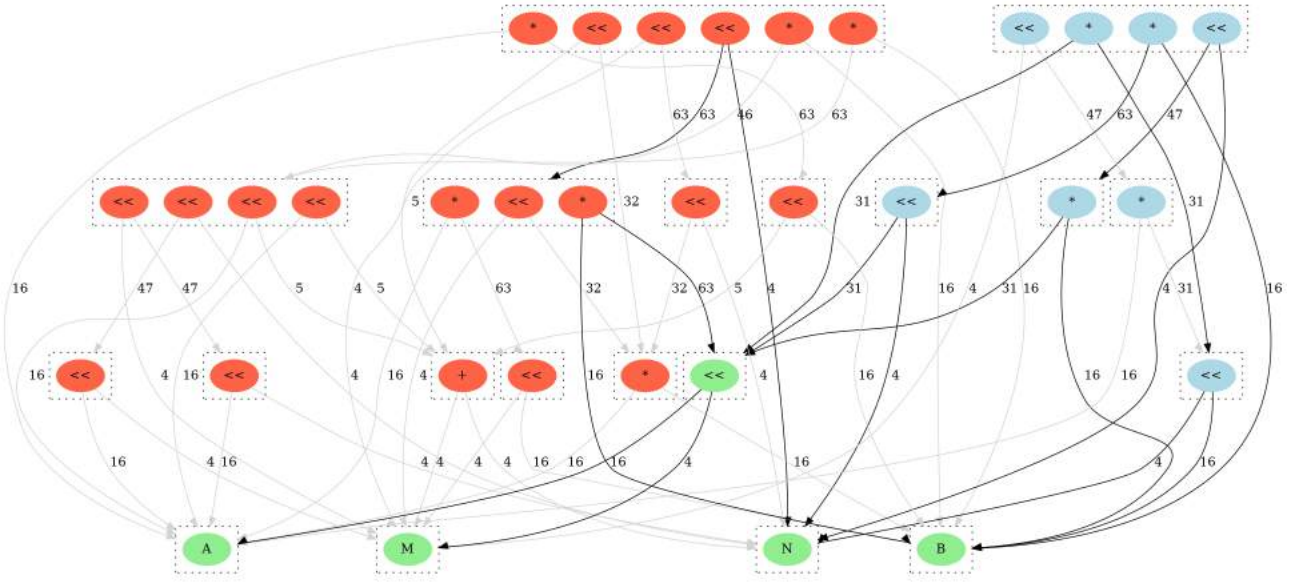 * << << << * * << * * <<
63 63 46 63 63 47 63 47
<< << << << * << * << << << * *
5 32 31 31
16 47 47 5 4 5 63 32 32 63 5 4 31 16 4 31 16 4 31 16
<< << + << * << <<
16 4 16 4 16 4 16 4 16 4 16 16
16 4 16 4 4 4 4 16 16 16 4 16 4 16
A M N B